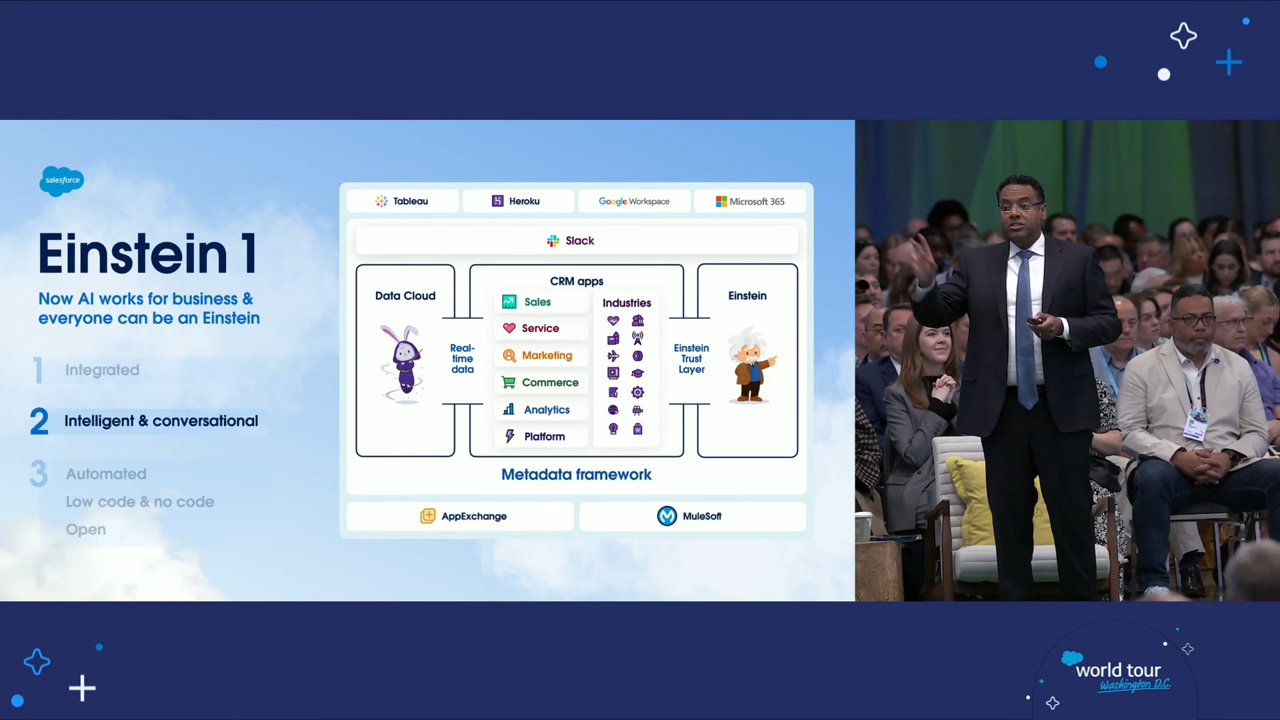 salesforce
Einstein 1
Now AI works for business &
everyone can be an Einstein
1 Integrated
2 Intelligent & conversational
3 Automated
Low code & no code
Open
Tableau
Heroku
Google Workspace
Microsoft 365
Slack
Data Cloud
Real-
time
data
CRM apps
Sales
Service
Marketing
Commerce
Analytics
Platform
Industries
Einstein
Trust
Layer
Einstein
Metadata framework
AppExchange
MuleSoft
world tour
Washington D.C.